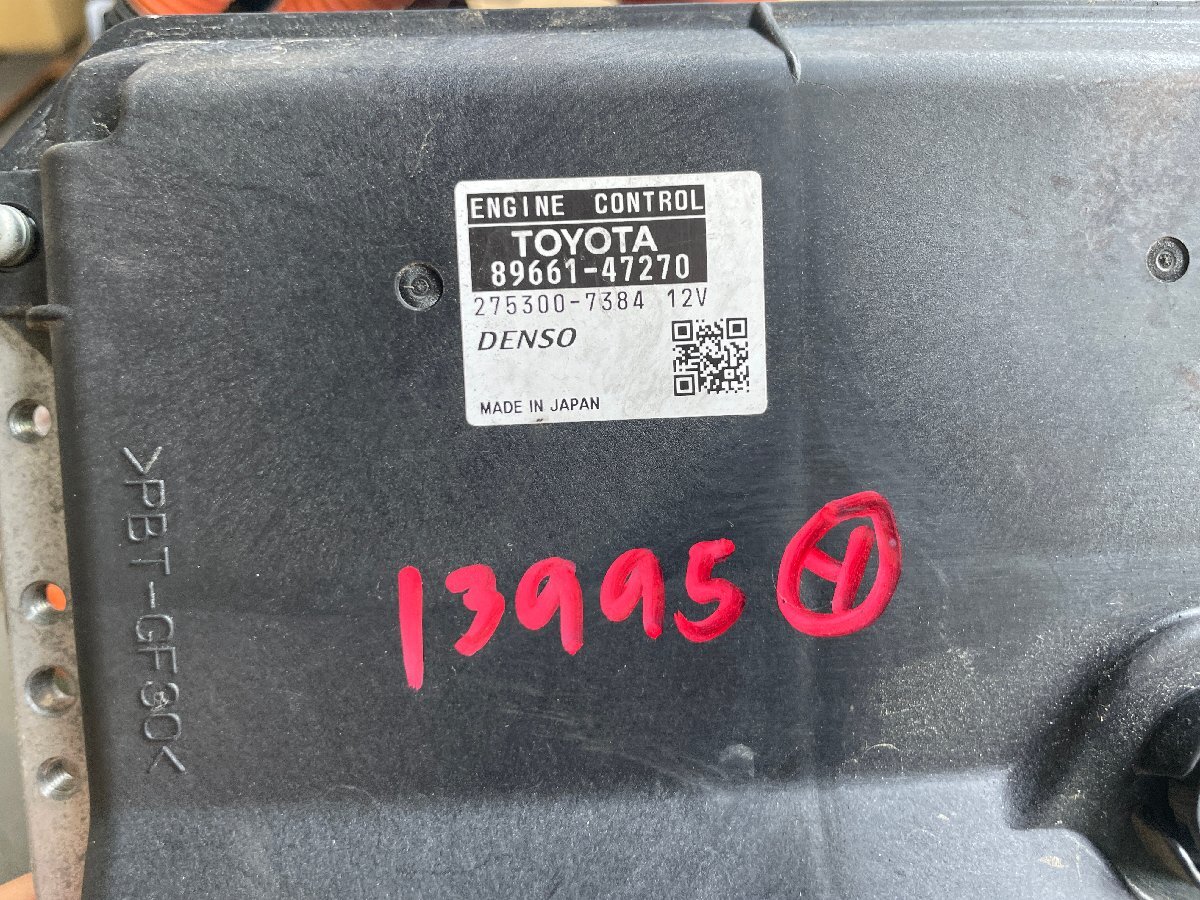 ENGINE CONTROL
TOYOTA
89661-47270
275300-7384 12V
DENSO
MADE IN JAPAN
>PBT-GF30<
13995 H